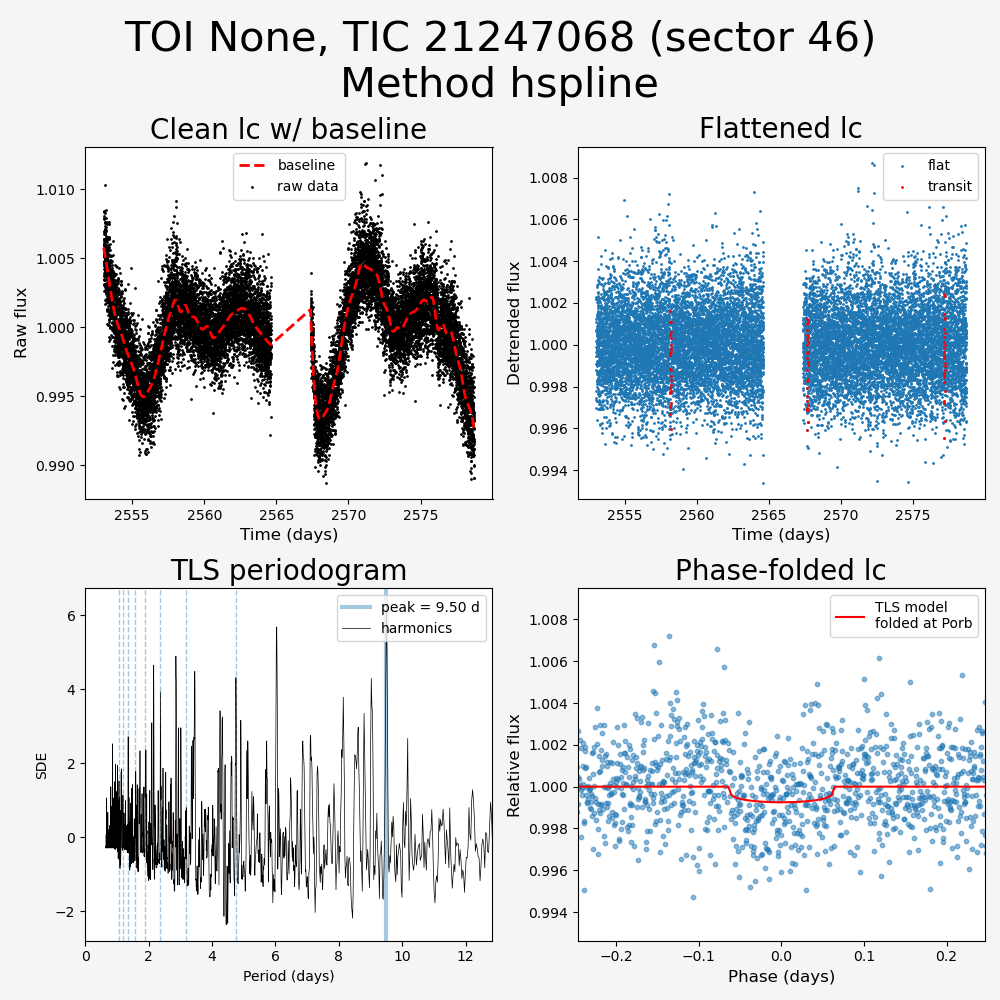 TOI None, TIC 21247068 (sector 46)
Method hspline
Clean lc w/ baseline
baseline
raw data
1.010
1.005
1.000
0.995
0.990
Raw flux
2555 2560 2565 2570 2575
Time (days)
Flattened lc
flat
transit
1.008
1.006
1.004
1.002
1.000
0.998
0.996
0.994
Detrended flux
2555 2560 2565 2570 2575
Time (days)
TLS periodogram
peak = 9.50 d
harmonics
6
4
2
0
−2
SDE
0 2 4 6 8 10 12
Period (days)
Phase-folded lc
TLS model
folded at Porb
1.008
1.006
1.004
1.002
1.000
0.998
0.996
0.994
Relative flux
−0.2 −0.1 0.0 0.1 0.2
Phase (days)